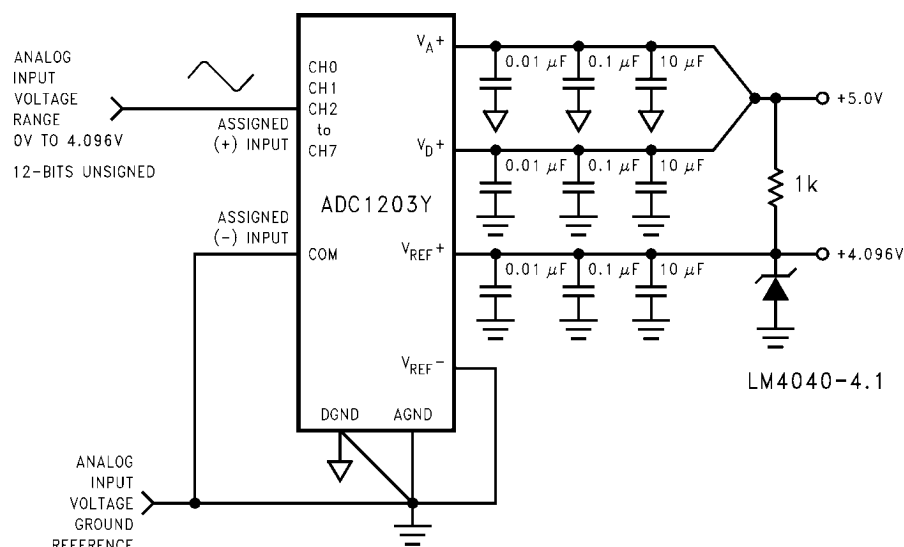 ANALOG
INPUT
VOLTAGE
RANGE
0V TO 4.096V
12-BITS UNSIGNED
ASSIGNED
(+) INPUT
ASSIGNED
(-) INPUT
CH0
CH1
CH2
to
CH7
ADC1203Y
COM
VA+
VD+
VREF+
VREF-
DGND
AGND
0.01 μF
0.1 μF
10 μF
0.01 μF
0.1 μF
10 μF
0.01 μF
0.1 μF
10 μF
+5.0V
1k
+4.096V
LM4040-4.1
ANALOG
INPUT
VOLTAGE
GROUND
REFERENCE